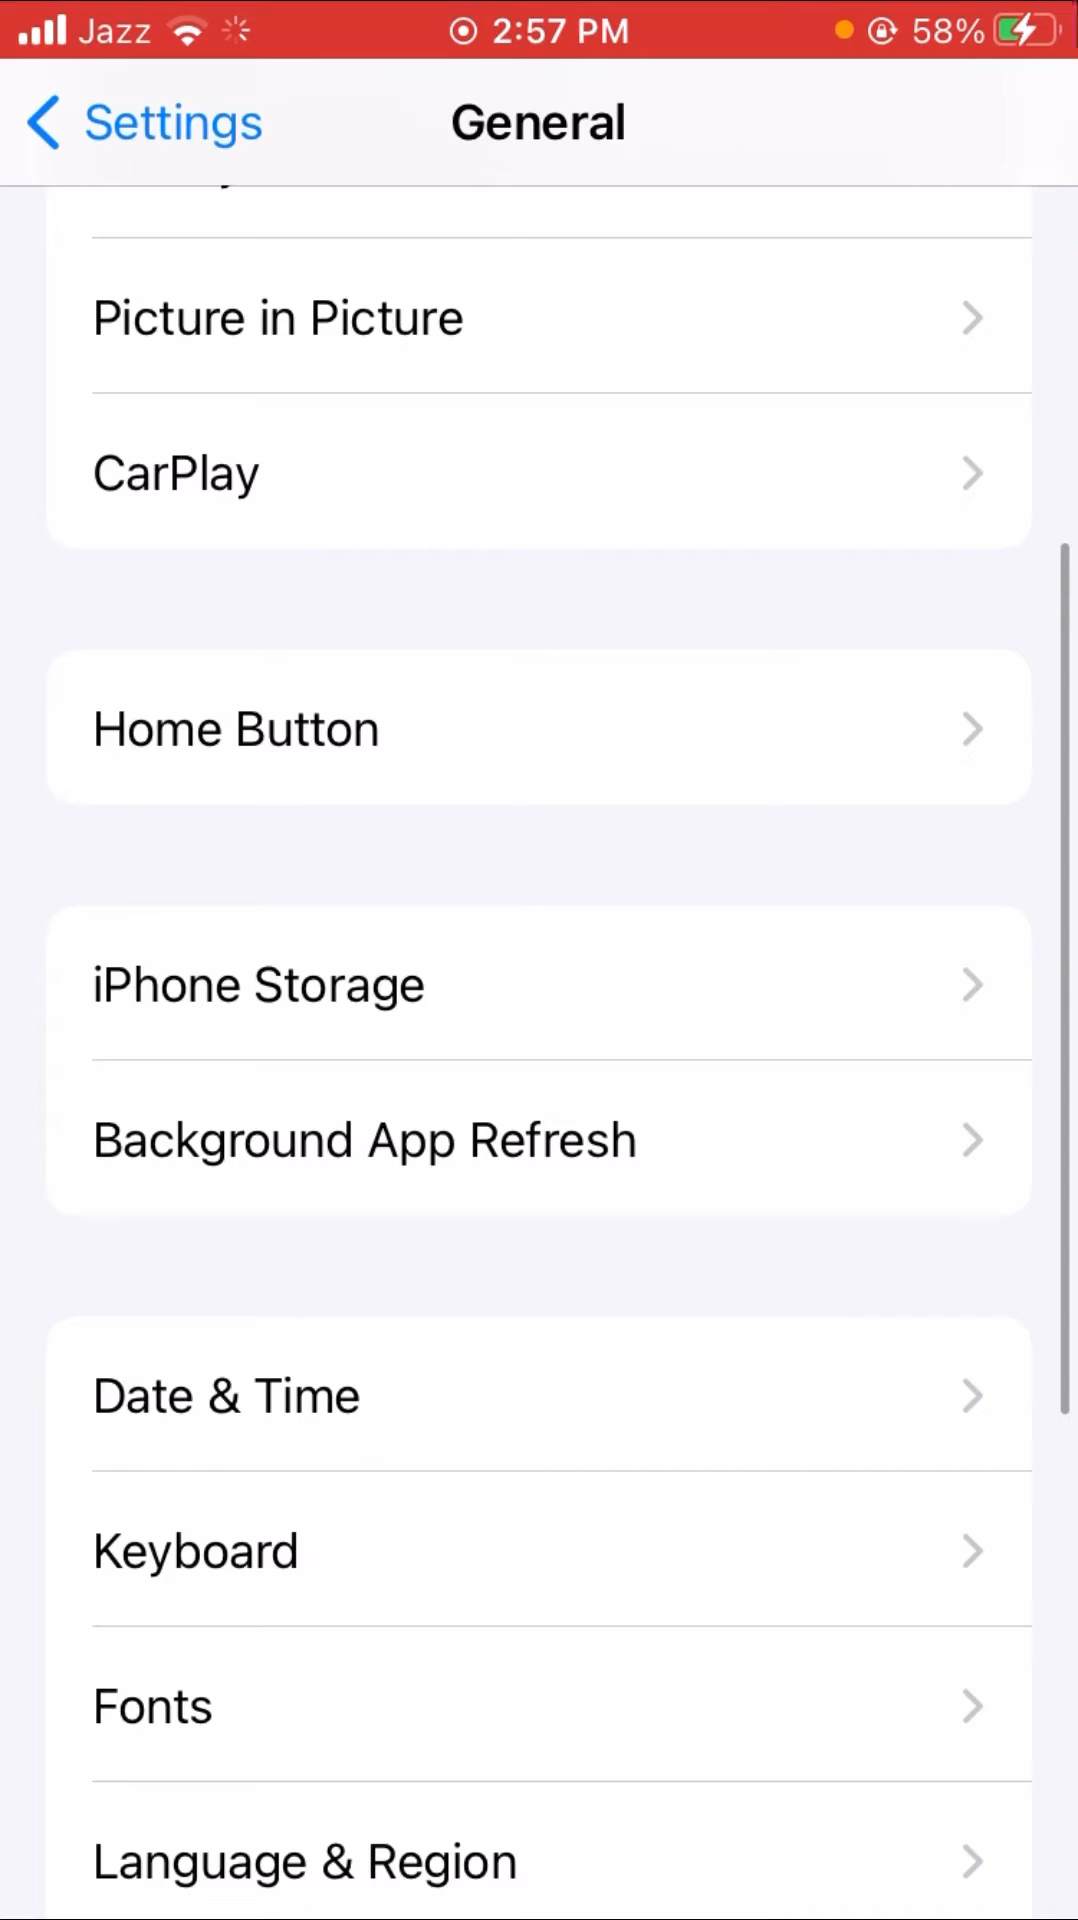 Jazz 2:57 PM 58%
Settings General
Picture in Picture
CarPlay
Home Button
iPhone Storage
Background App Refresh
Date & Time
Keyboard
Fonts
Language & Region